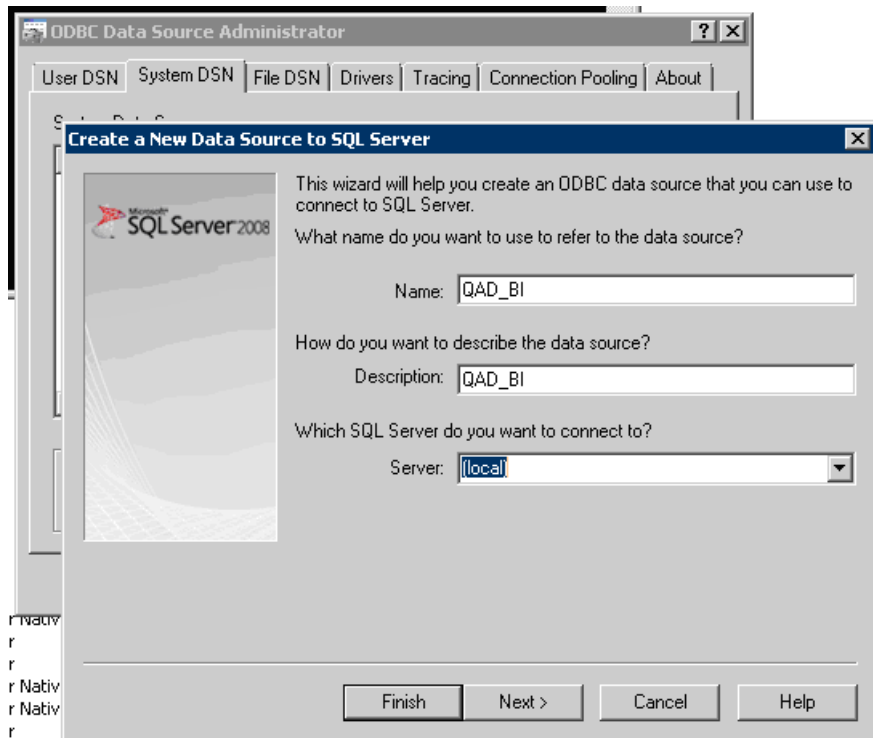 ODBC Data Source Administrator
User DSN System DSN File DSN Drivers Tracing Connection Pooling About
Create a New Data Source to SQL Server
Microsoft
SQL Server 2008
This wizard will help you create an ODBC data source that you can use to
connect to SQL Server.
What name do you want to use to refer to the data source?
Name: QAD_BI
How do you want to describe the data source?
Description: QAD_BI
Which SQL Server do you want to connect to?
Server: (local)
r Nativ
r
r
r Nativ
r Nativ
r
Finish Next > Cancel Help